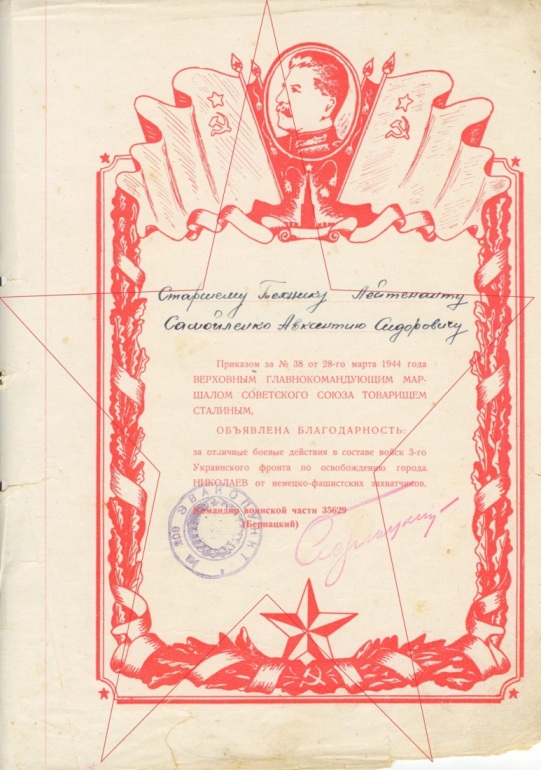 Старшему Технику Лейтенанту
Самойленко Авксентию Сидоровичу
Приказом за № 38 от 28-го марта 1944 года
ВЕРХОВНЫМ ГЛАВНОКОМАНДУЮЩИМ МАР-
ШАЛОМ СОВЕТСКОГО СОЮЗА ТОВАРИЩЕМ
СТАЛИНЫМ,
ОБЪЯВЛЕНА БЛАГОДАРНОСТЬ:
за отличные боевые действия в составе войск 3-го
Украинского фронта по освобождению города
НИКОЛАЕВ от немецко-фашистских захватчиков.
Командир воинской части 35629
(Бернацкий)
ЭВАКОПУНКТ